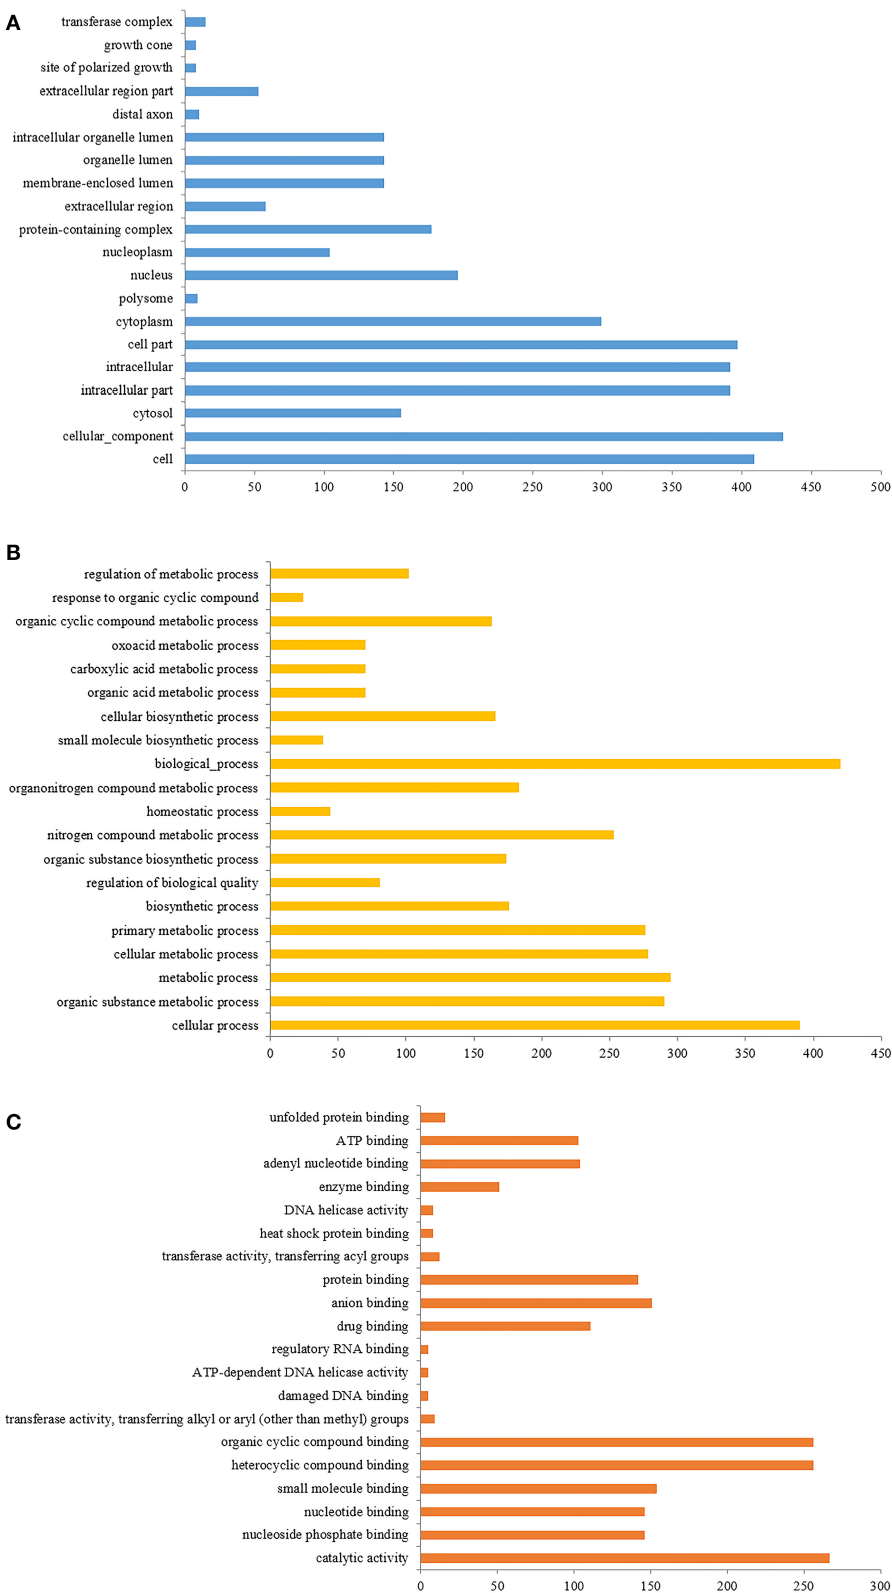 A
transferase complex
growth cone
site of polarized growth
extracellular region part
distal axon
intracellular organelle lumen
organelle lumen
membrane-enclosed lumen
extracellular region
protein-containing complex
nucleoplasm
nucleus
polysome
cytoplasm
cell part
intracellular
intracellular part
cytosol
cellular_component
cell
0 50 100 150 200 250 300 350 400 450 500
B
regulation of metabolic process
response to organic cyclic compound
organic cyclic compound metabolic process
oxoacid metabolic process
carboxylic acid metabolic process
organic acid metabolic process
cellular biosynthetic process
small molecule biosynthetic process
biological_process
organonitrogen compound metabolic process
homeostatic process
nitrogen compound metabolic process
organic substance biosynthetic process
regulation of biological quality
biosynthetic process
primary metabolic process
cellular metabolic process
metabolic process
organic substance metabolic process
cellular process
0 50 100 150 200 250 300 350 400 450
C
unfolded protein binding
ATP binding
adenyl nucleotide binding
enzyme binding
DNA helicase activity
heat shock protein binding
transferase activity, transferring acyl groups
protein binding
anion binding
drug binding
regulatory RNA binding
ATP-dependent DNA helicase activity
damaged DNA binding
transferase activity, transferring alkyl or aryl (other than methyl) groups
organic cyclic compound binding
heterocyclic compound binding
small molecule binding
nucleotide binding
nucleoside phosphate binding
catalytic activity
0 50 100 150 200 250 300